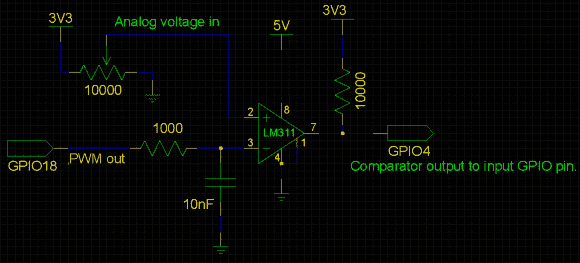 3V3
Analog voltage in
5V
3V3
10000
10000
2
+
8
LM311
7
1000
3
1
4
GPIO18
PWM out
GPIO4
Comparator output to input GPIO pin.
10nF